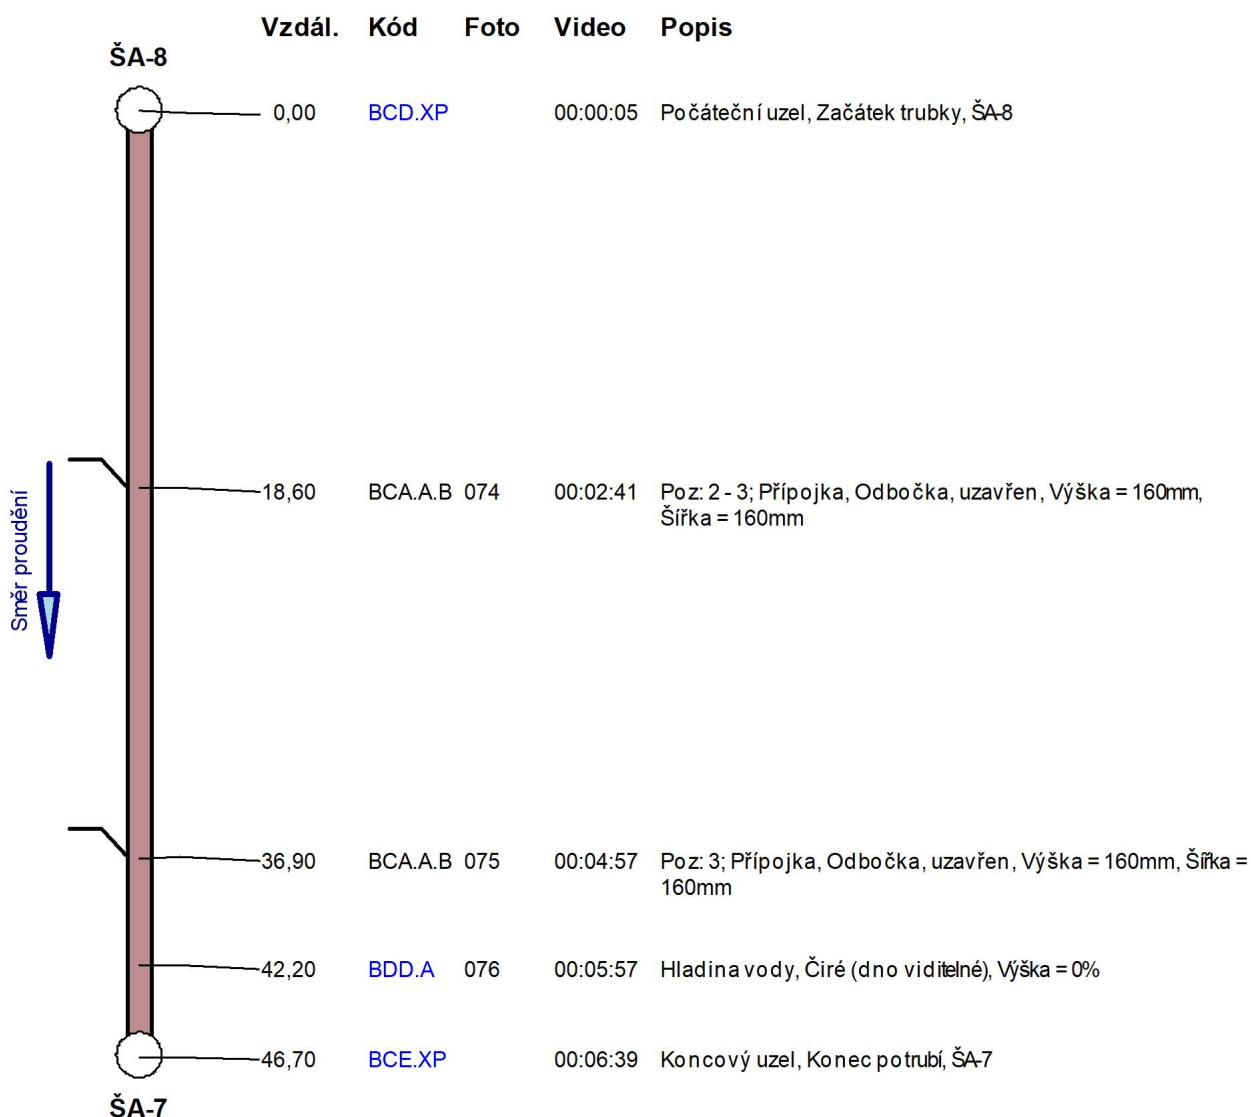 Vzdál. Kód Foto Video Popis
ŠA-8
0,00 BCD.XP 00:00:05 Počáteční uzel, Začátek trubky, ŠA-8
Směr proudění
18,60 BCA.A.B 074 00:02:41 Poz: 2 - 3; Přípojka, Odbočka, uzavřen, Výška = 160mm,
Šířka = 160mm
36,90 BCA.A.B 075 00:04:57 Poz: 3; Přípojka, Odbočka, uzavřen, Výška = 160mm, Šířka =
160mm
42,20 BDD.A 076 00:05:57 Hladina vody, Čiré (dno viditelné), Výška = 0%
46,70 BCE.XP 00:06:39 Koncový uzel, Konec potrubí, ŠA-7
ŠA-7